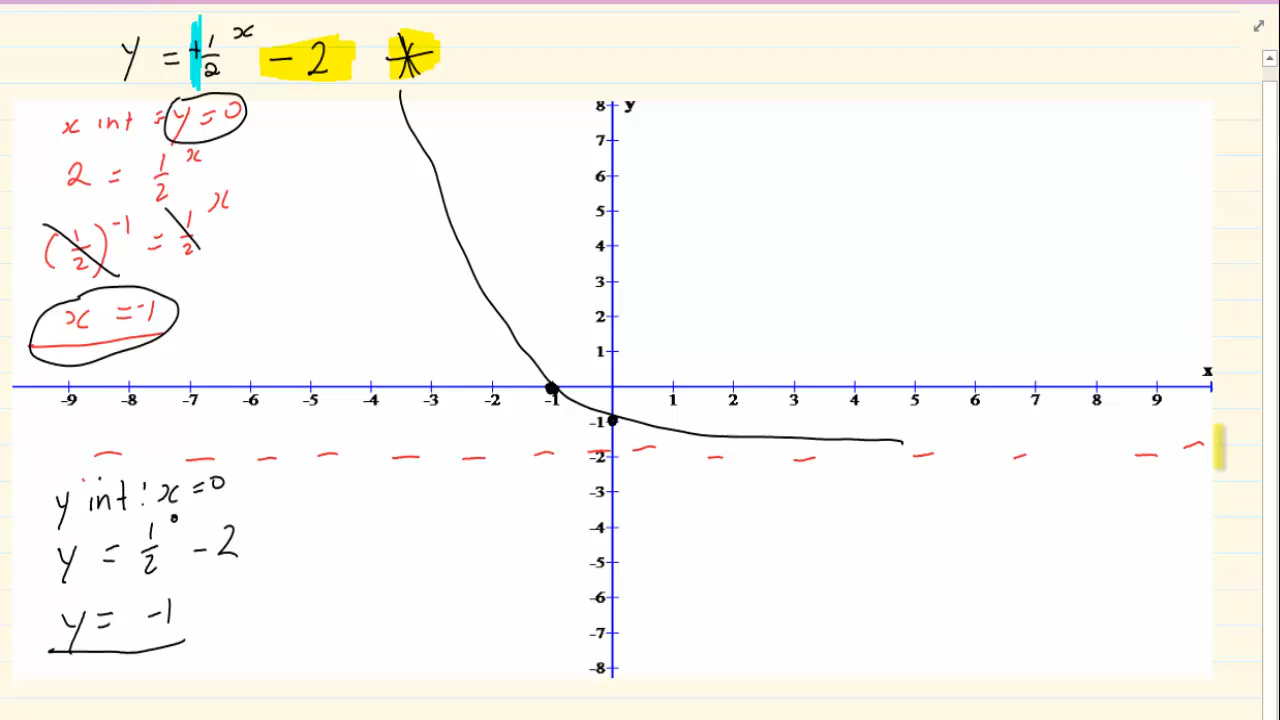 y = +1/2^x - 2 *
x int = y = 0
2 = 1/2^x
(1/2)^-1 = 1/2^x
x = -1
y
8
7
6
5
4
3
2
1
x
-9 -8 -7 -6 -5 -4 -3 -2 -1 1 2 3 4 5 6 7 8 9
-1
-2
-3
-4
-5
-6
-7
-8
y int : x = 0
y = 1/2^0 - 2
y = -1